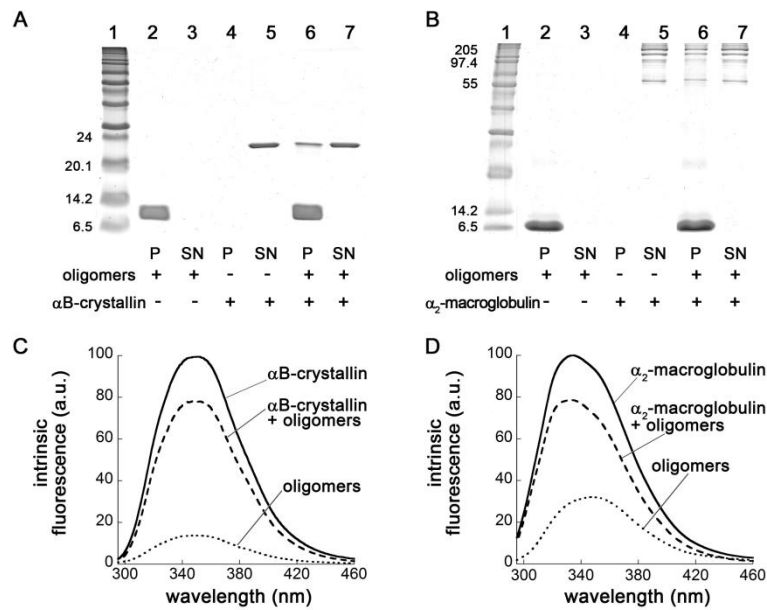 A
1 2 3 4 5 6 7
24
20.1
14.2
6.5
P SN P SN P SN
oligomers + + - - + +
αB-crystallin - - + + + +
B
1 2 3 4 5 6 7
205
97.4
55
14.2
6.5
P SN P SN P SN
oligomers + + - - + +
α₂-macroglobulin - - + + + +
C
intrinsic
fluorescence (a.u.)
100
80
60
40
20
0
300 340 380 420 460
wavelength (nm)
αB-crystallin
αB-crystallin
+ oligomers
oligomers
D
intrinsic
fluorescence (a.u.)
100
80
60
40
20
0
300 340 380 420 460
wavelength (nm)
α₂-macroglobulin
α₂-macroglobulin
+ oligomers
oligomers